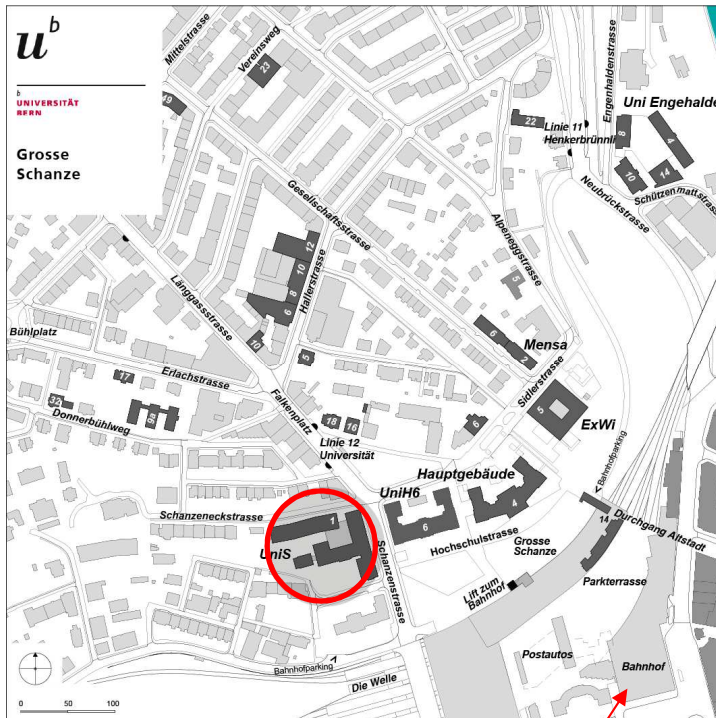 u^b
b
UNIVERSITÄT
BERN
Grosse
Schanze
Mittelstrasse
Vereinsweg
23
49
Gesellschaftsstrasse
22
Linie 11
Henkerbrünnli
Engehaldenstrasse
Uni Engehalde
8
4
10
14
Schützenmattstrasse
Neubrückstrasse
Alpeneggstrasse
5
12
10
8
6
Hallerstrasse
10
Länggassstrasse
Bühlplatz
Erlachstrasse
17
32
9a
Donnerbühlweg
5
Falkenplatz
18
16
Linie 12
Universität
6
2
Mensa
Sidlerstrasse
5
ExWi
6
Hauptgebäude
4
UniH6
6
Schanzeneckstrasse
1
UniS
Schanzenstrasse
Hochschulstrasse
Grosse
Schanze
< Bahnhofparking
14
Durchgang Altstadt
Parkterrasse
Lift zum
Bahnhof
Postautos
Bahnhof
Bahnhofparking >
Die Welle
0 50 100